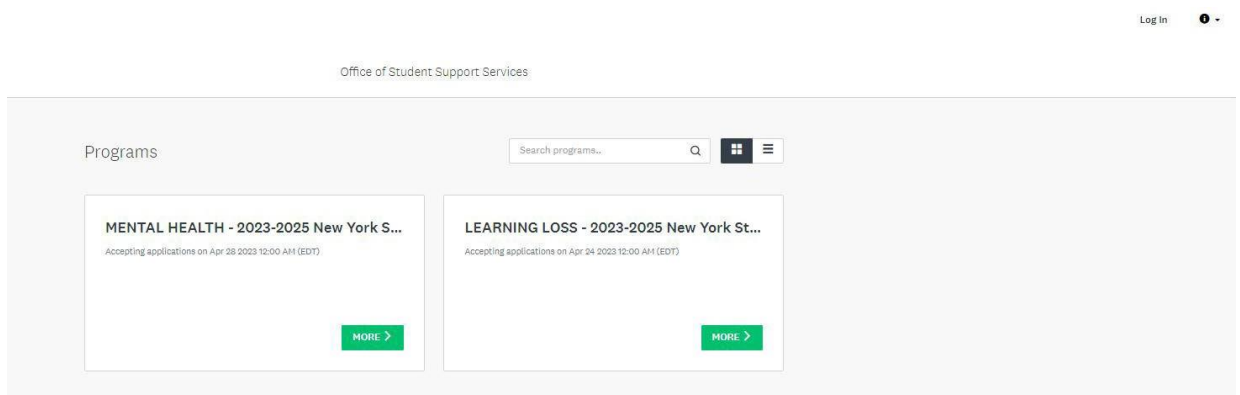 Log In
Office of Student Support Services
Programs
Search programs..
MENTAL HEALTH - 2023-2025 New York S...
Accepting applications on Apr 28 2023 12:00 AM (EDT)
MORE
LEARNING LOSS - 2023-2025 New York St...
Accepting applications on Apr 24 2023 12:00 AM (EDT)
MORE